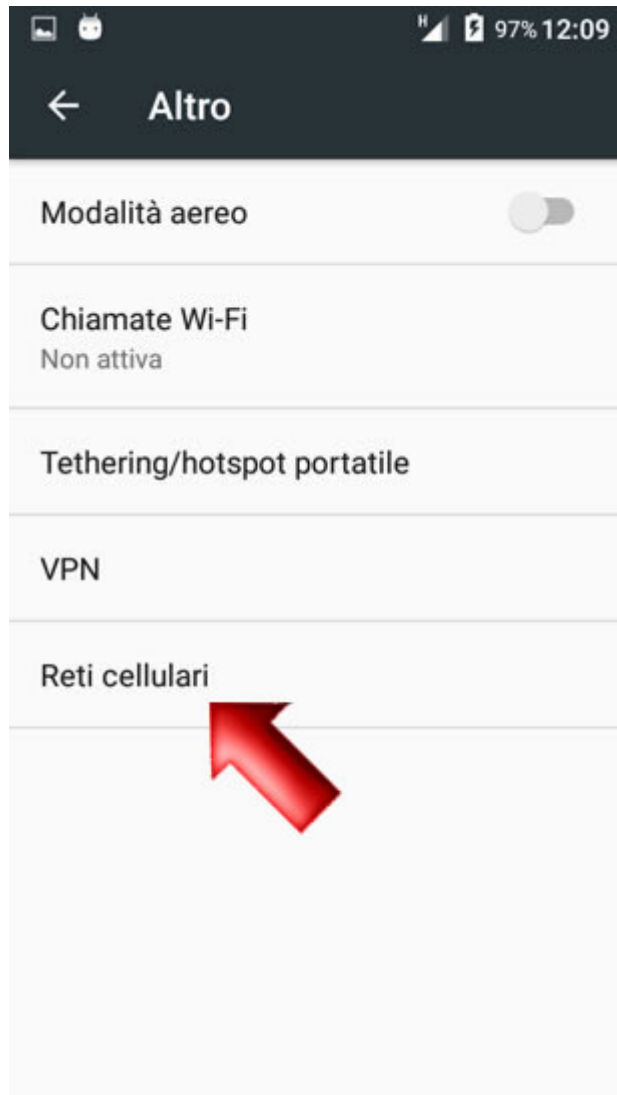 H 97% 12:09
Altro
Modalità aereo
Chiamate Wi-Fi
Non attiva
Tethering/hotspot portatile
VPN
Reti cellulari